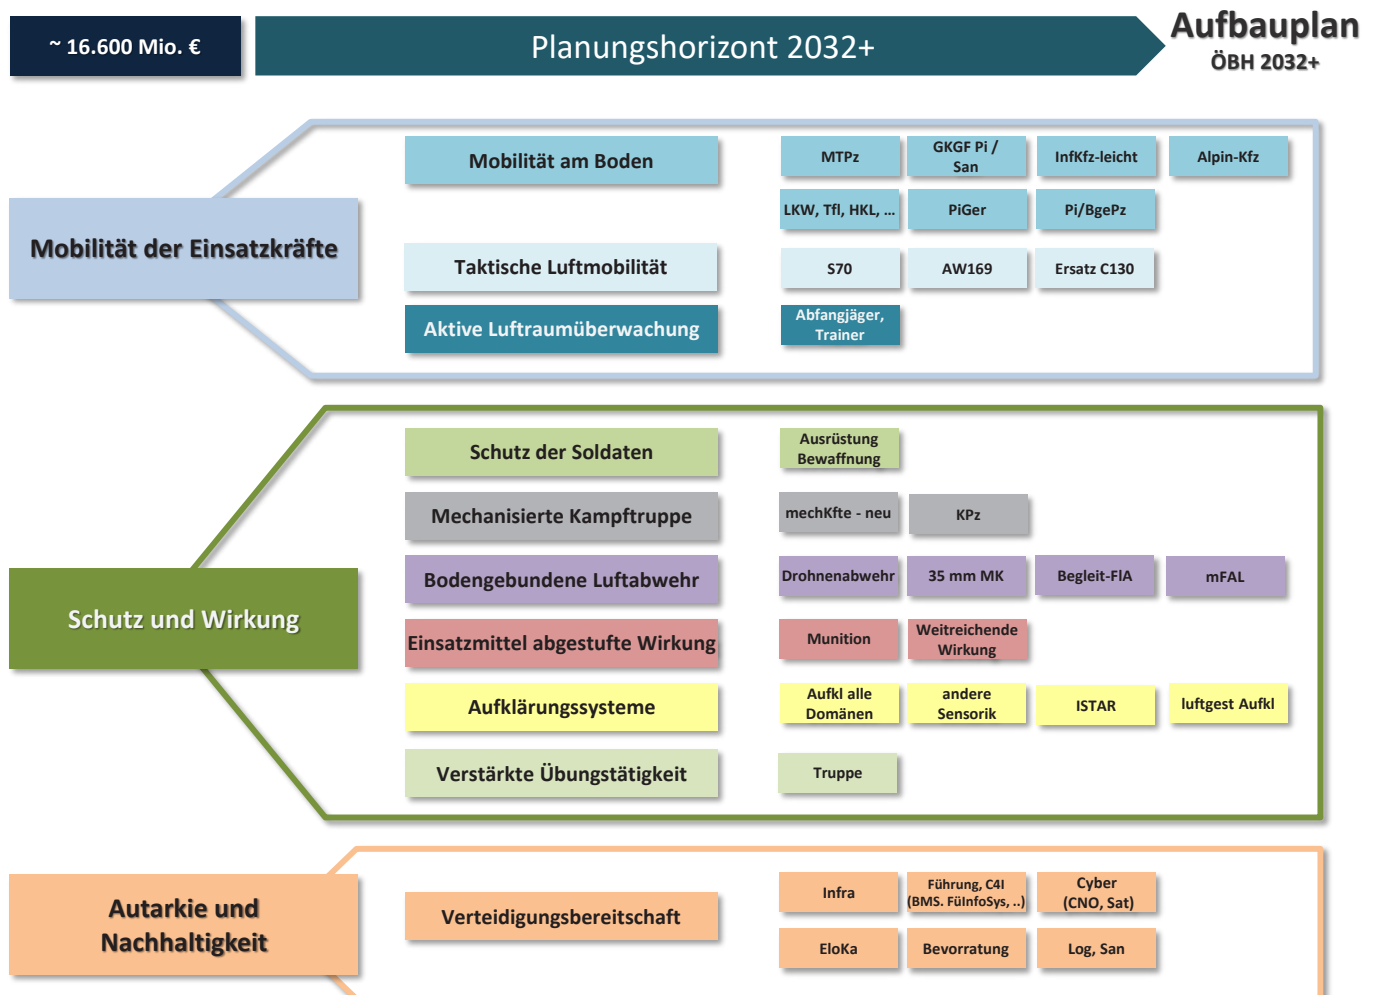 ~ 16.600 Mio. €
Planungshorizont 2032+
Aufbauplan
ÖBH 2032+
Mobilität der Einsatzkräfte
Mobilität am Boden
MTPz
GKGF Pi /
San
InfKfz-leicht
Alpin-Kfz
LKW, Tfl, HKL, ...
PiGer
Pi/BgePz
Taktische Luftmobilität
S70
AW169
Ersatz C130
Aktive Luftraumüberwachung
Abfangjäger,
Trainer
Schutz und Wirkung
Schutz der Soldaten
Ausrüstung
Bewaffnung
Mechanisierte Kampftruppe
mechKfte - neu
KPz
Bodengebundene Luftabwehr
Drohnenabwehr
35 mm MK
Begleit-FlA
mFAL
Einsatzmittel abgestufte Wirkung
Munition
Weitreichende
Wirkung
Aufklärungssysteme
Aufkl alle
Domänen
andere
Sensorik
ISTAR
luftgest Aufkl
Verstärkte Übungstätigkeit
Truppe
Autarkie und
Nachhaltigkeit
Verteidigungsbereitschaft
Infra
Führung, C4I
(BMS. FüInfoSys, ..)
Cyber
(CNO, Sat)
EloKa
Bevorratung
Log, San